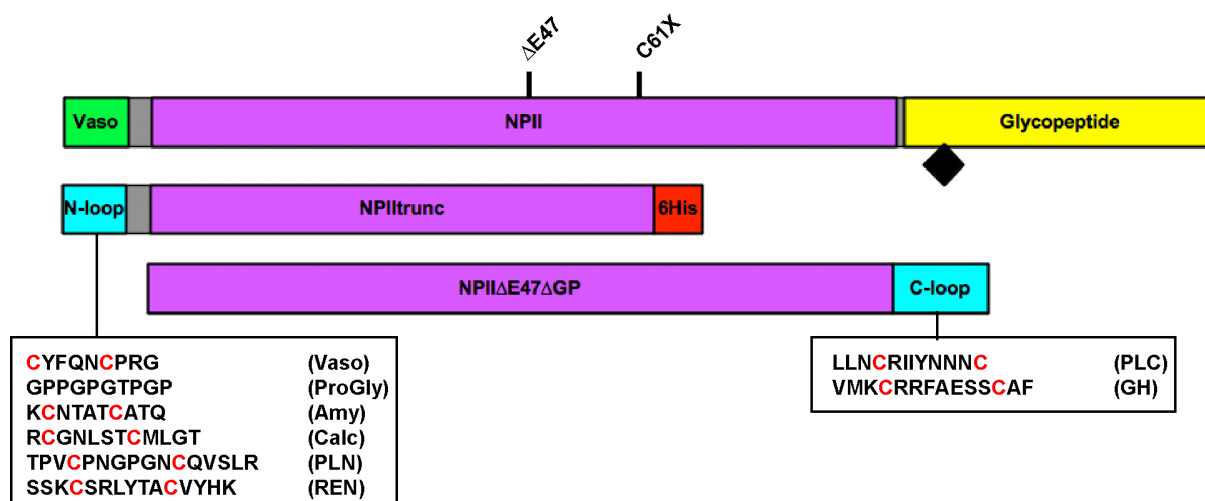 ΔE47
C61X
Vaso
NPII
Glycopeptide
N-loop
NPIItrunc
6His
NPIIΔE47ΔGP
C-loop
CYFQNCPRG (Vaso)
GPPGPGTPGP (ProGly)
KCNTATCATQ (Amy)
RCGNLSTCMLGT (Calc)
TPVCPNGPGNCQVSLR (PLN)
SSKCSRLYTACVYHK (REN)
LLNCRIIYNNNC (PLC)
VMKCRRFAESSCAF (GH)